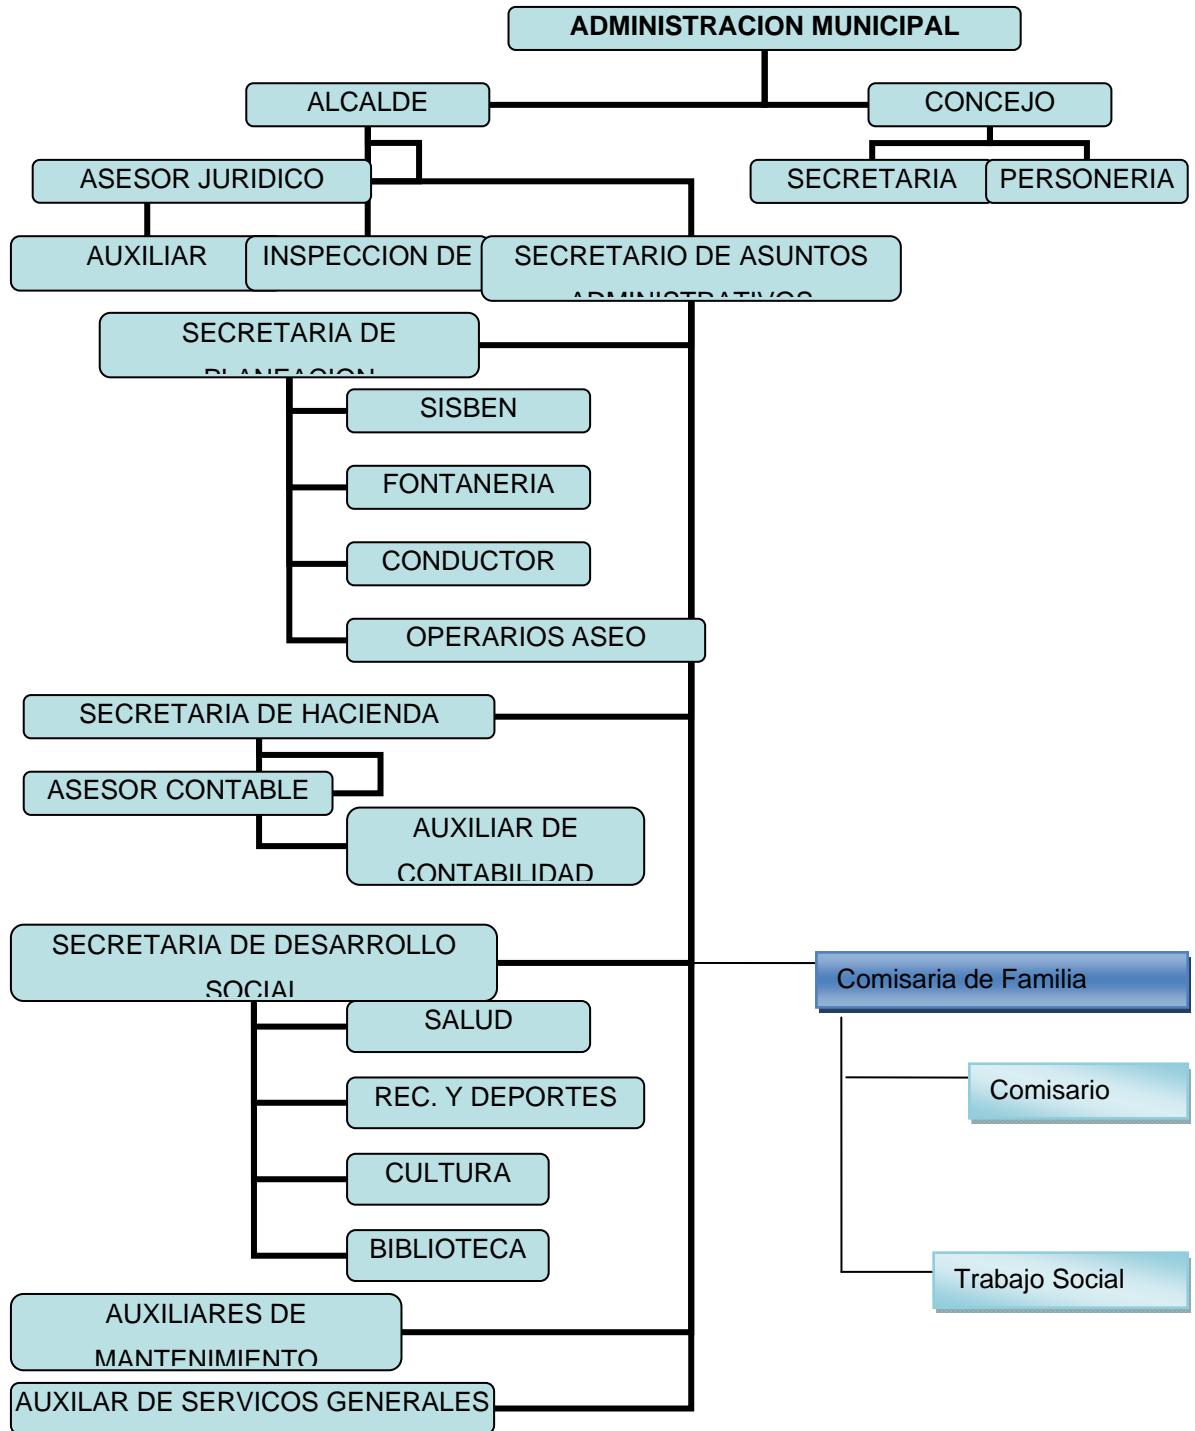 ADMINISTRACION MUNICIPAL
ALCALDE
CONCEJO
ASESOR JURIDICO
SECRETARIA
PERSONERIA
AUXILIAR
INSPECCION DE
SECRETARIO DE ASUNTOS
ADMINISTRATIVOS
SECRETARIA DE
PLANEACION
SISBEN
FONTANERIA
CONDUCTOR
OPERARIOS ASEO
SECRETARIA DE HACIENDA
ASESOR CONTABLE
AUXILIAR DE
CONTABILIDAD
SECRETARIA DE DESARROLLO
SOCIAL
Comisaria de Familia
SALUD
Comisario
REC. Y DEPORTES
CULTURA
BIBLIOTECA
Trabajo Social
AUXILIARES DE
MANTENIMIENTO
AUXILAR DE SERVICOS GENERALES